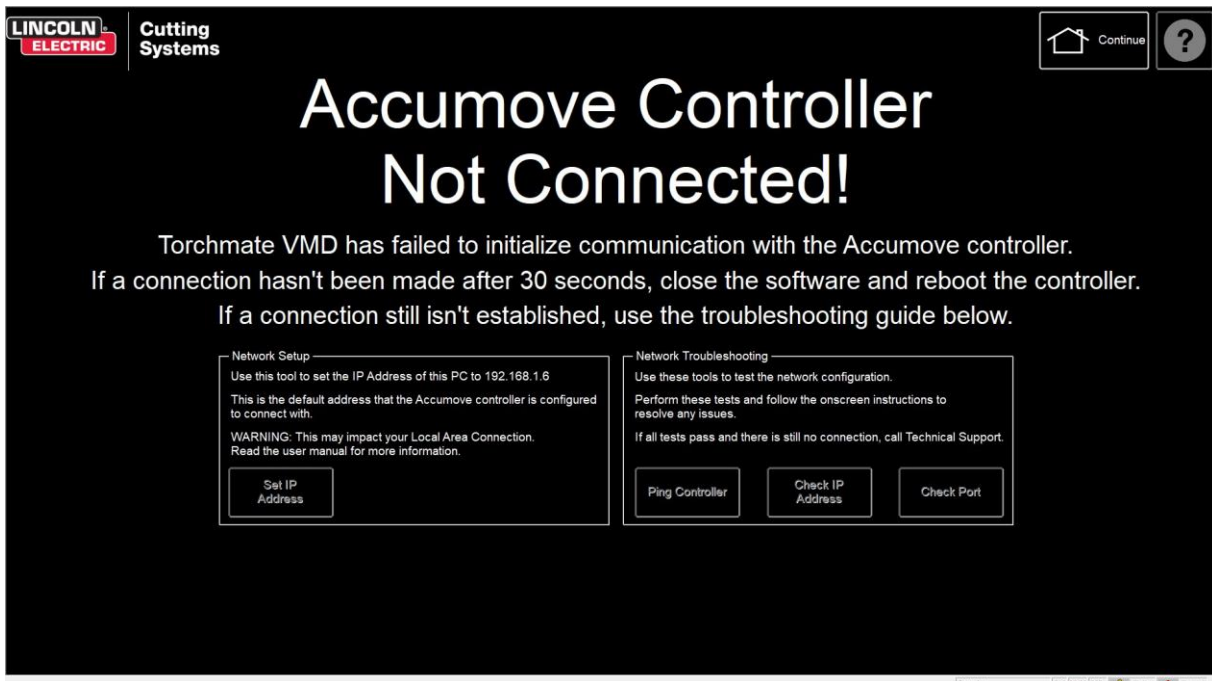 LINCOLN
ELECTRIC
Cutting
Systems
Continue
?
Accumove Controller
Not Connected!
Torchmate VMD has failed to initialize communication with the Accumove controller.
If a connection hasn't been made after 30 seconds, close the software and reboot the controller.
If a connection still isn't established, use the troubleshooting guide below.
Network Setup
Use this tool to set the IP Address of this PC to 192.168.1.6
This is the default address that the Accumove controller is configured
to connect with.
WARNING: This may impact your Local Area Connection.
Read the user manual for more information.
Set IP
Address
Network Troubleshooting
Use these tools to test the network configuration.
Perform these tests and follow the onscreen instructions to
resolve any issues.
If all tests pass and there is still no connection, call Technical Support.
Ping Controller
Check IP
Address
Check Port